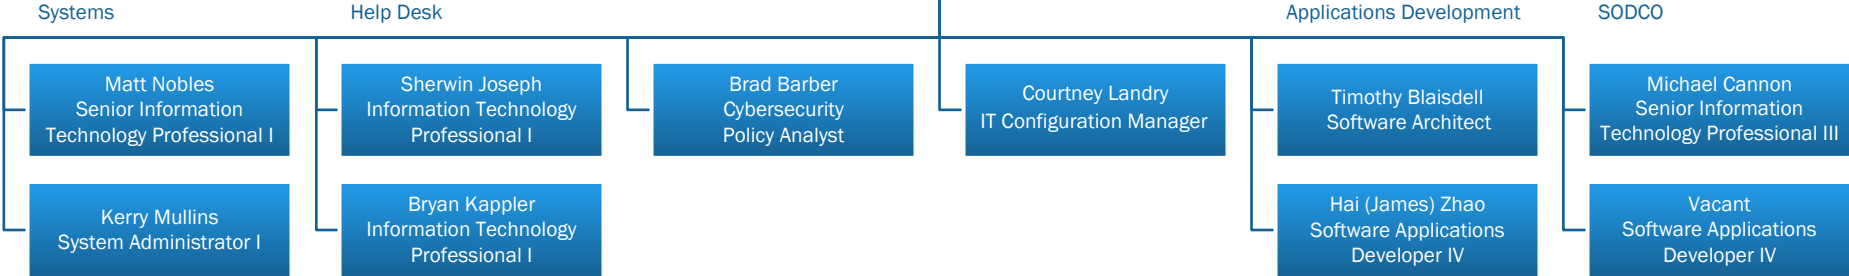 Systems
Help Desk
Applications Development
SODCO
Matt Nobles
Senior Information
Technology Professional I
Sherwin Joseph
Information Technology
Professional I
Brad Barber
Cybersecurity
Policy Analyst
Courtney Landry
IT Configuration Manager
Timothy Blaisdell
Software Architect
Michael Cannon
Senior Information
Technology Professional III
Kerry Mullins
System Administrator I
Bryan Kappler
Information Technology
Professional I
Hai (James) Zhao
Software Applications
Developer IV
Vacant
Software Applications
Developer IV